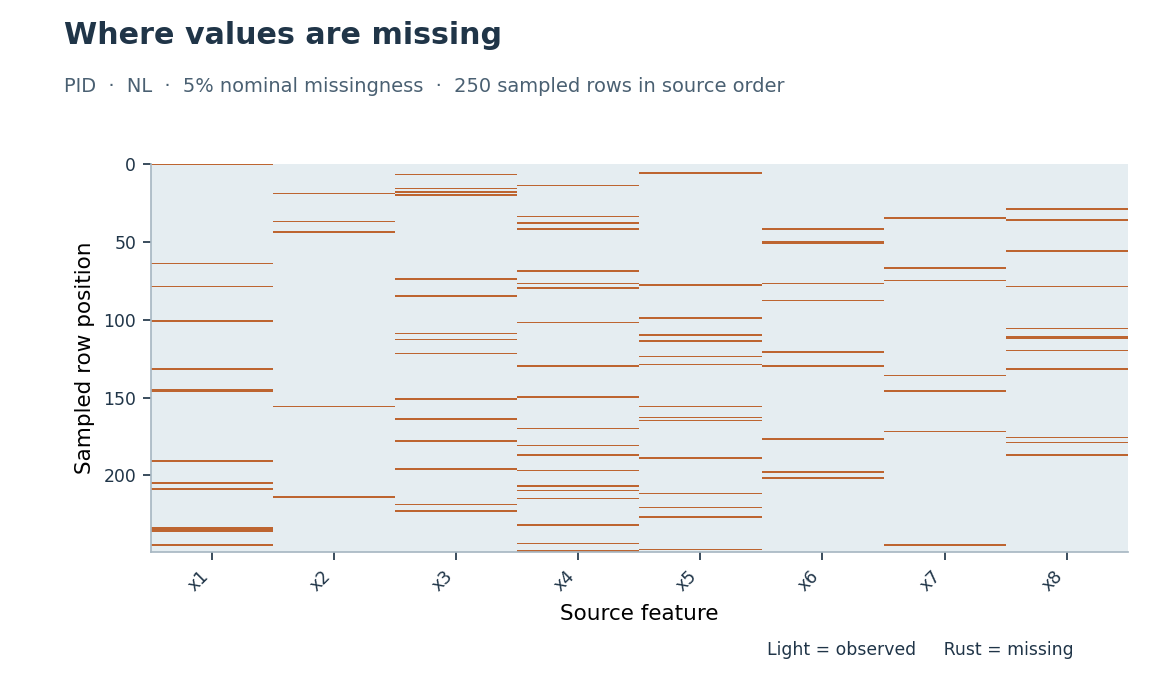 Where values are missing
PID · NL · 5% nominal missingness · 250 sampled rows in source order
0
50
100
150
200
Sampled row position
x1 x2 x3 x4 x5 x6 x7 x8
Source feature
Light = observed Rust = missing